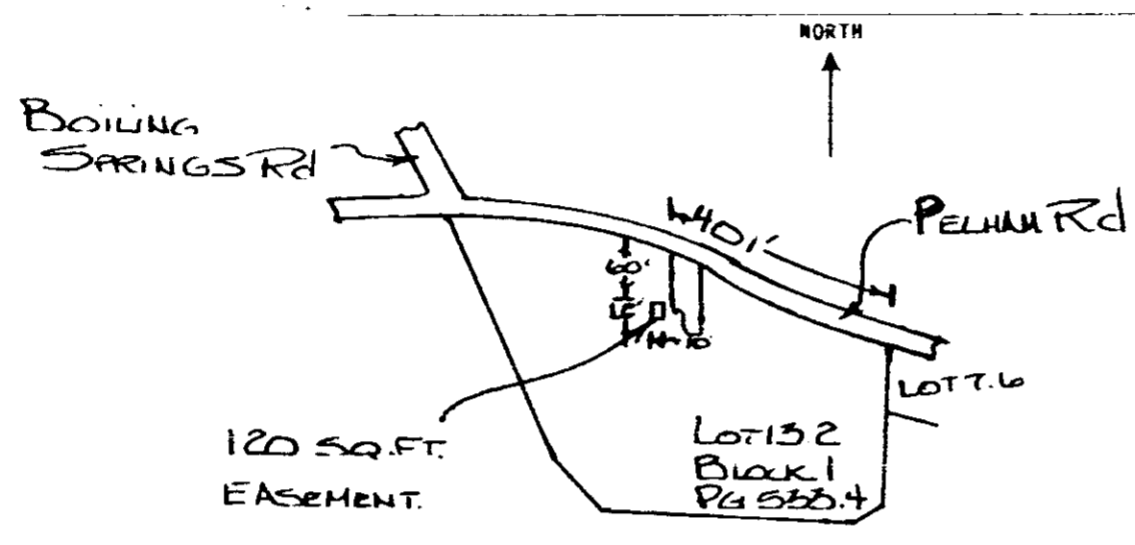 NORTH
BOILING
SPRINGS Rd
401'
PELHAM Rd
60'
12'
10'
LOT 7.6
120 SQ.FT.
EASEMENT.
LOT 13.2
BLOCK 1
PG 533.4